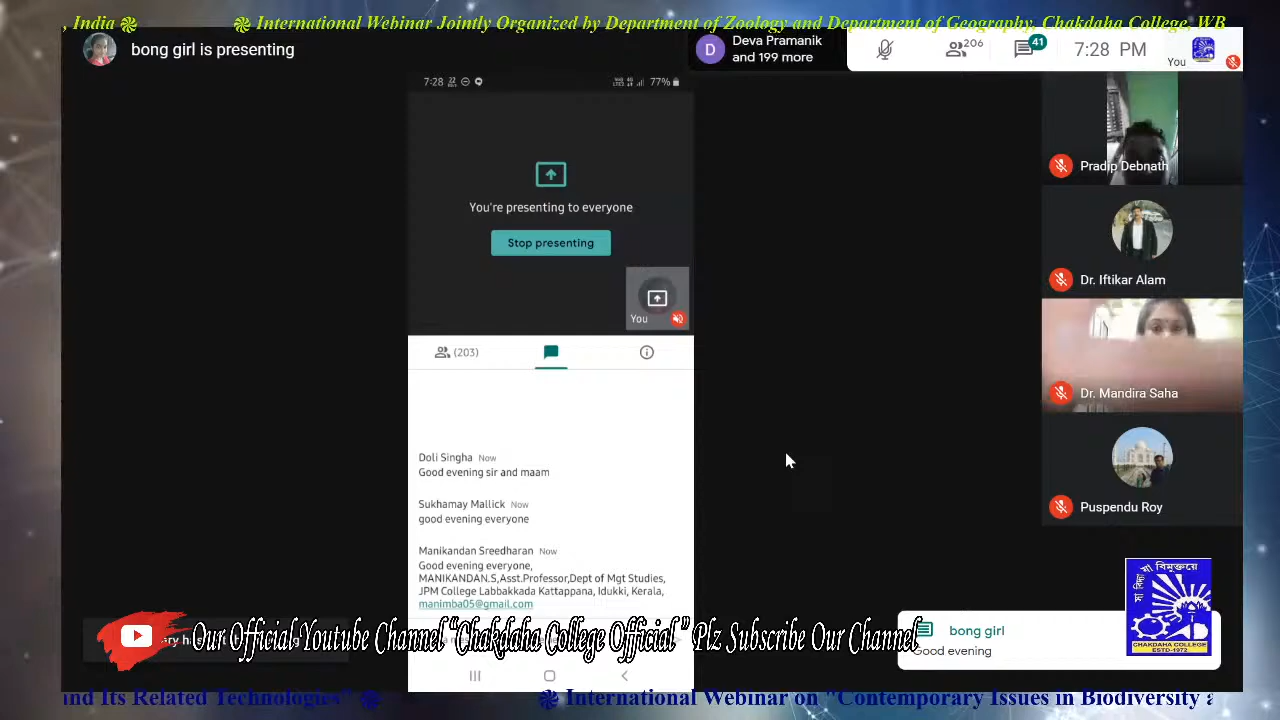 , India ֎ ֎ International Webinar Jointly Organized by Department of Zoology and Department of Geography, Chakdaha College, WB
bong girl is presenting
D
Deva Pramanik
and 199 more
206
41
7:28 PM
You
7:28
77%
You're presenting to everyone
Stop presenting
You
(203)
Doli Singha Now
Good evening sir and maam
Sukhamay Mallick Now
good evening everyone
Manikandan Sreedharan Now
Good evening everyone,
MANIKANDAN.S,Asst.Professor,Dept of Mgt Studies,
JPM College Labbakkada Kattappana, Idukki, Kerala,
manimba05@gmail.com
Pradip Debnath
Dr. Iftikar Alam
Dr. Mandira Saha
Puspendu Roy
bong girl
Good evening
সা বিদ্যা যা বিমুক্তয়ে
CHAKDAHA COLLEGE
ESTD-1972
Our Official Youtube Channel "Chakdaha College Official" Plz Subscribe Our Channel
and Its Related Technologies" ֎ ֎ International Webinar on "Contemporary Issues in Biodiversity a